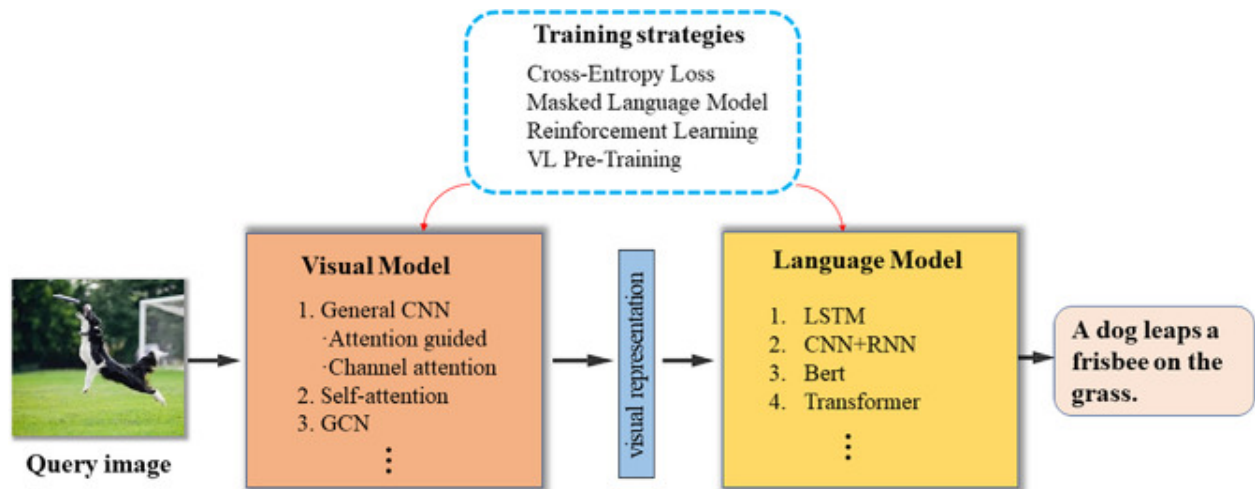 Training strategies
Cross-Entropy Loss
Masked Language Model
Reinforcement Learning
VL Pre-Training
Query image
Visual Model
1. General CNN
·Attention guided
·Channel attention
2. Self-attention
3. GCN
visual representation
Language Model
1. LSTM
2. CNN+RNN
3. Bert
4. Transformer
A dog leaps a
frisbee on the
grass.